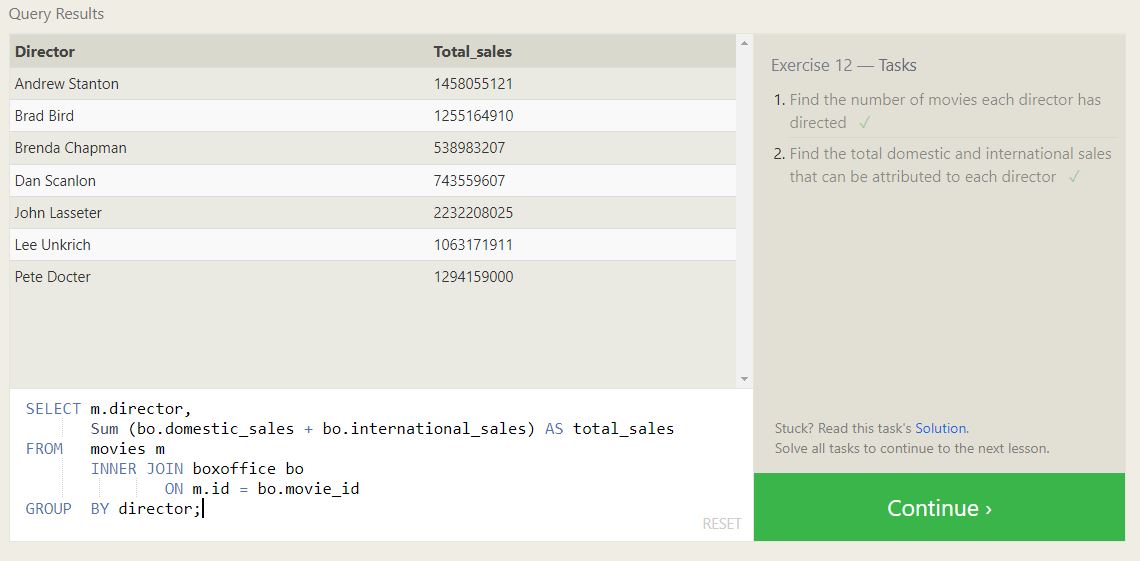 Query Results
Director Total_sales
Andrew Stanton 1458055121
Brad Bird 1255164910
Brenda Chapman 538983207
Dan Scanlon 743559607
John Lasseter 2232208025
Lee Unkrich 1063171911
Pete Docter 1294159000
SELECT m.director,
Sum (bo.domestic_sales + bo.international_sales) AS total_sales
FROM movies m
INNER JOIN boxoffice bo
ON m.id = bo.movie_id
GROUP BY director;
RESET
Exercise 12 — Tasks
1. Find the number of movies each director has
directed ✓
2. Find the total domestic and international sales
that can be attributed to each director ✓
Stuck? Read this task's Solution.
Solve all tasks to continue to the next lesson.
Continue ›